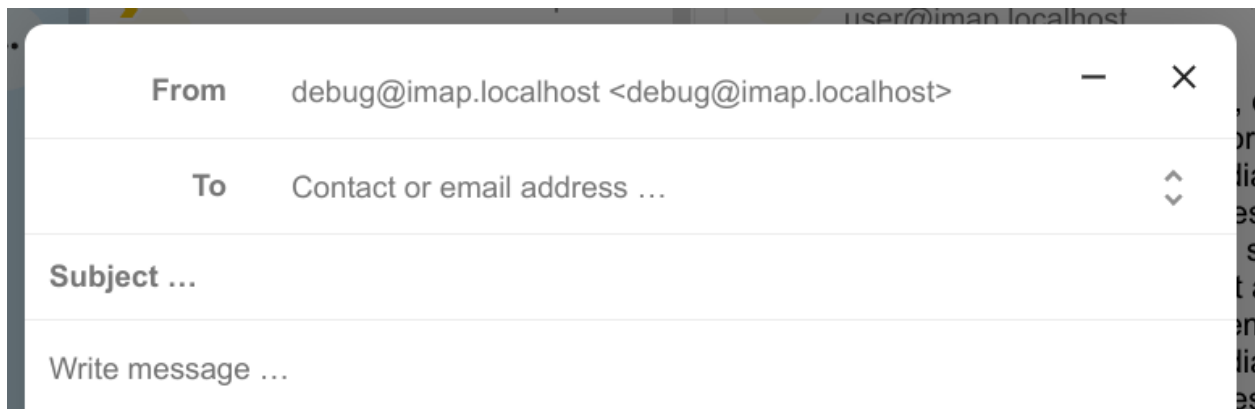 user@imap.localhost
From debug@imap.localhost <debug@imap.localhost>
To Contact or email address …
Subject …
Write message …